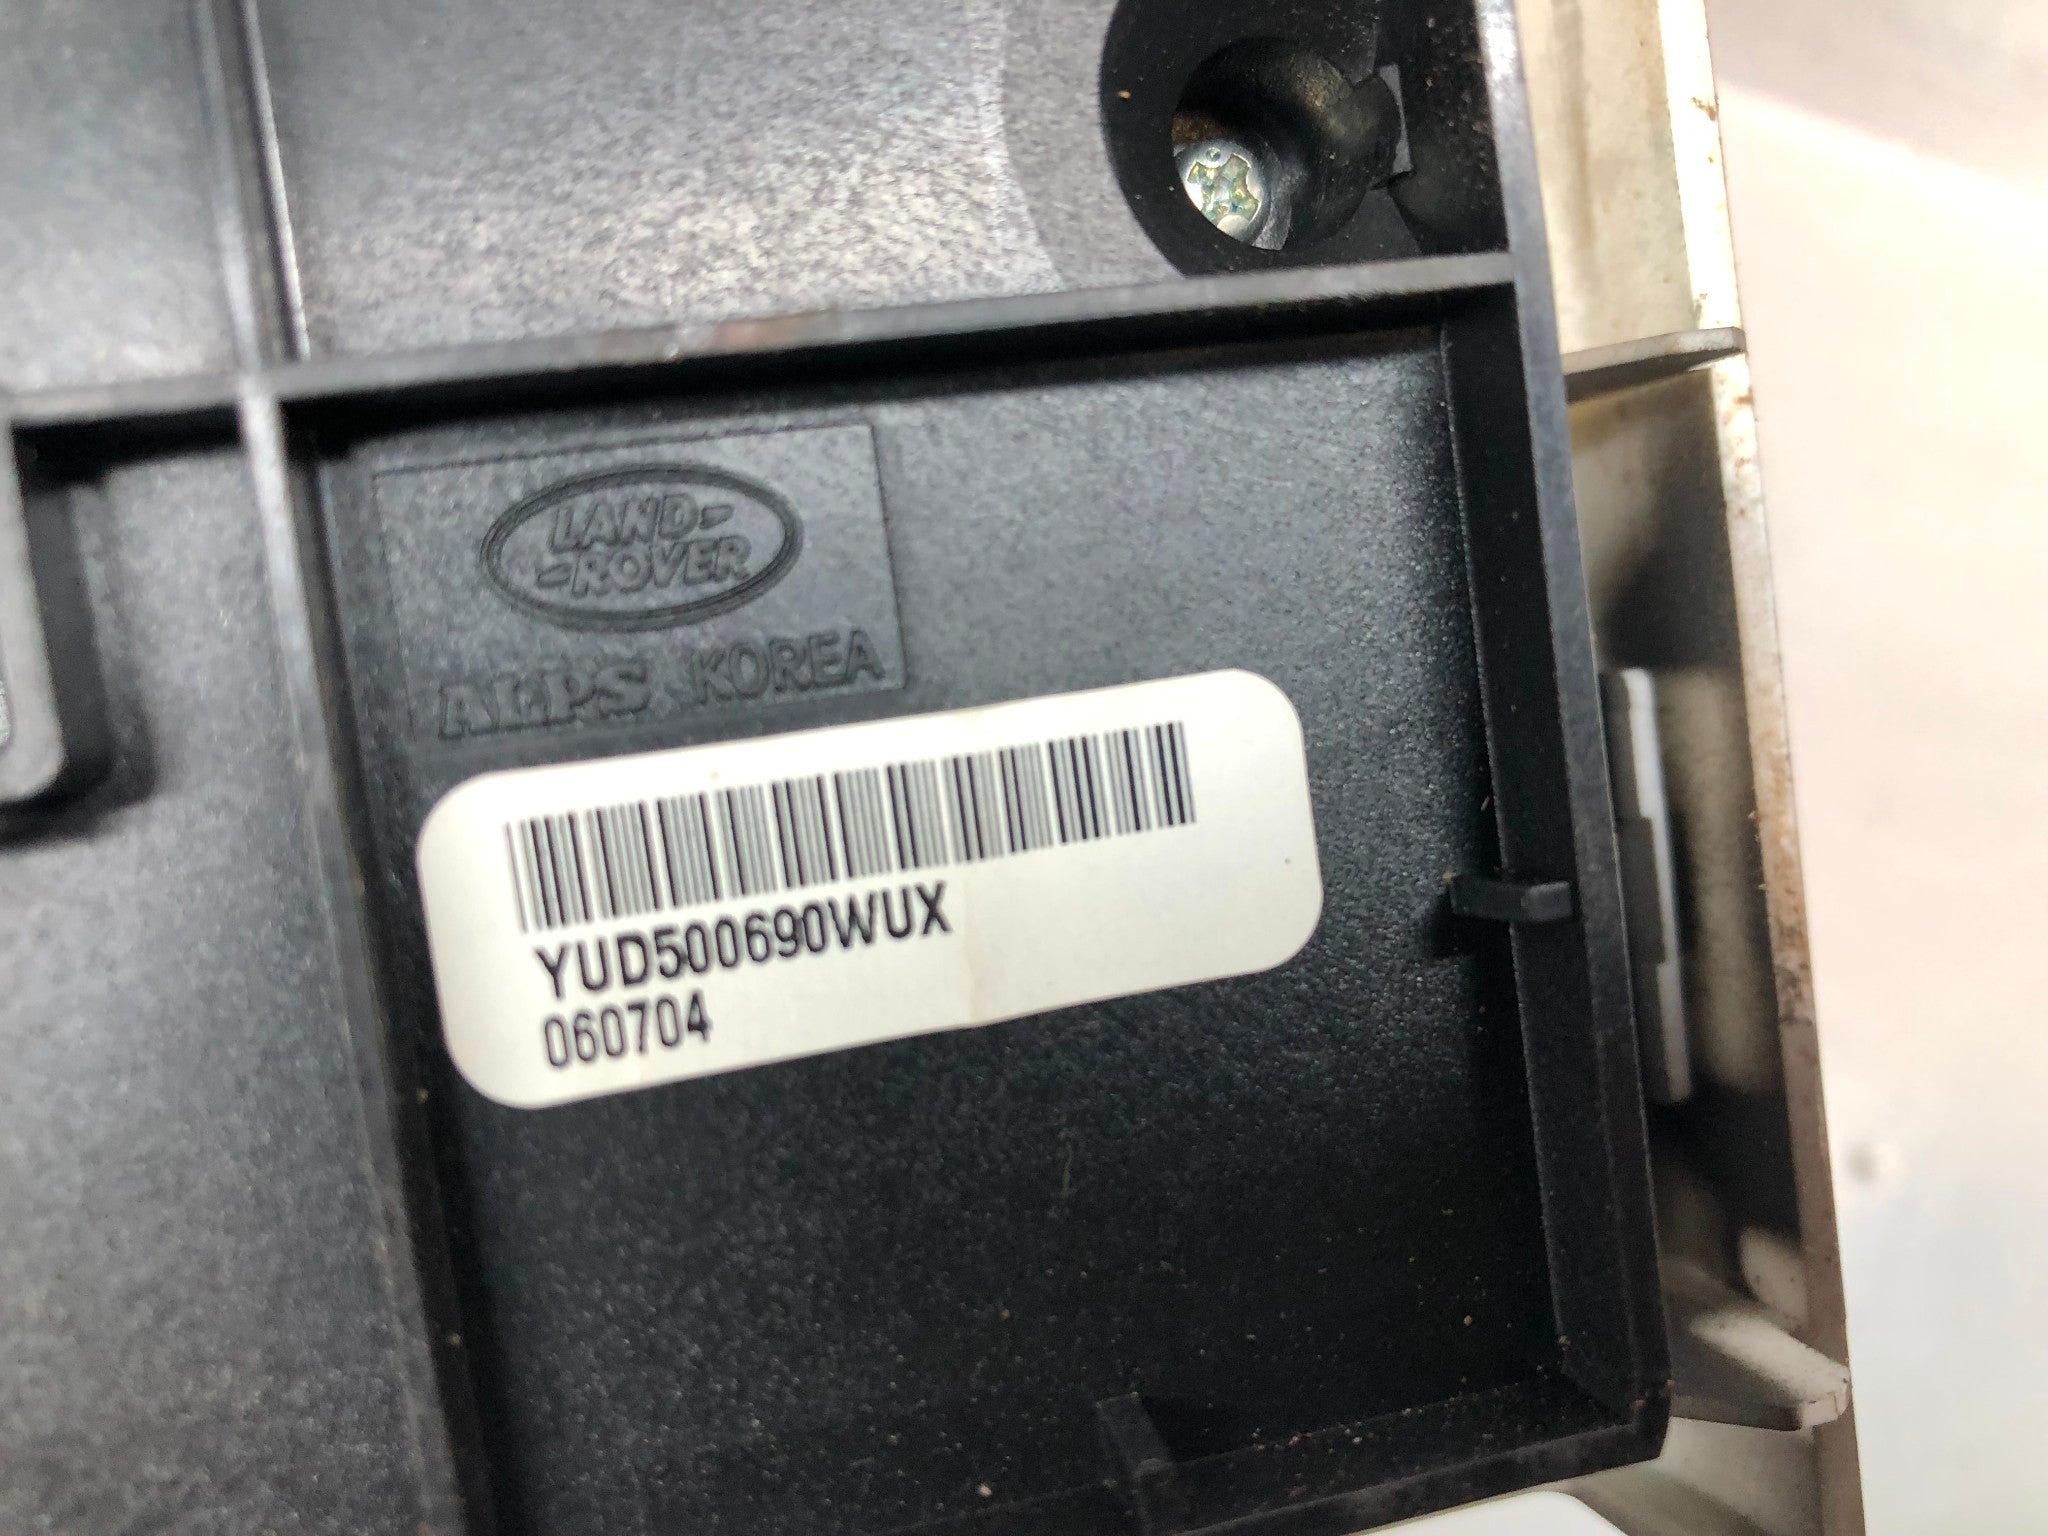 LAND-
-ROVER
ALPS KOREA
YUD500690WUX
060704